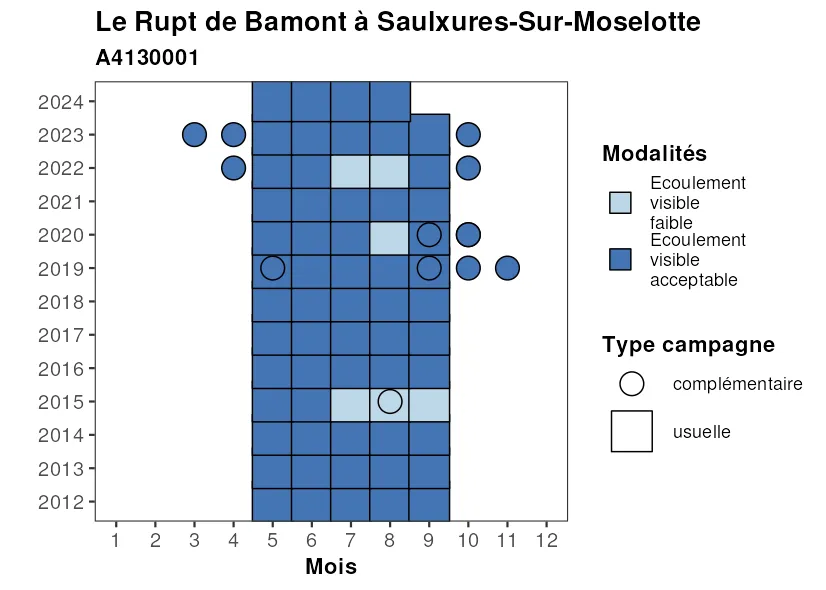 Le Rupt de Bamont à Saulxures-Sur-Moselotte
A4130001
2024
2023
2022
2021
2020
2019
2018
2017
2016
2015
2014
2013
2012
1 2 3 4 5 6 7 8 9 10 11 12
Mois
Modalités
Ecoulement
visible
faible
Ecoulement
visible
acceptable
Type campagne
complémentaire
usuelle